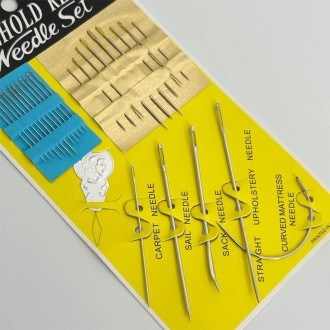 HOLD
Needle Set
CARPET NEEDLE
SAIL NEEDLE
SACK NEEDLE
STRAIGHT UPHOLSTERY NEEDLE
CURVED MATTRESS
NEEDLE